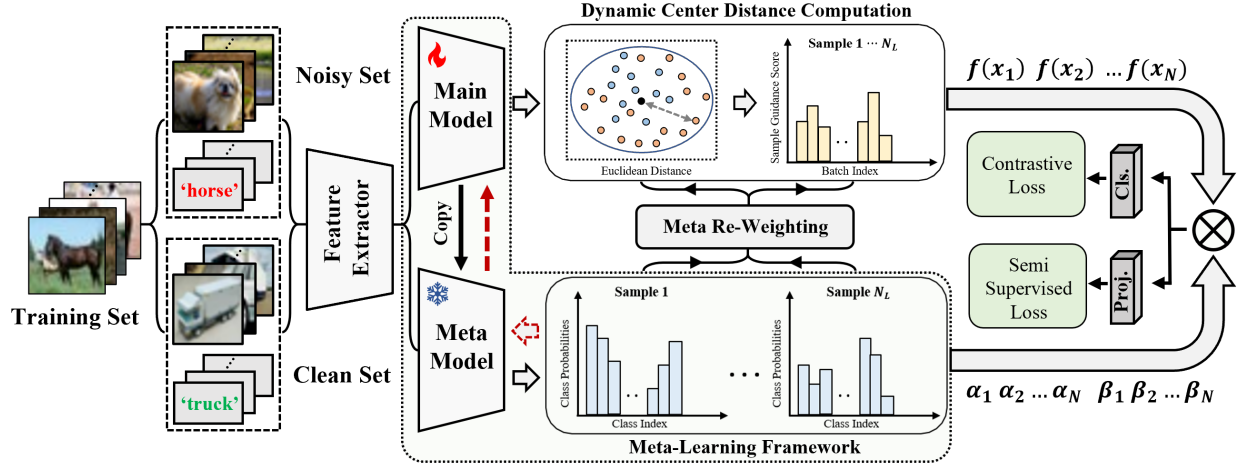 Dynamic Center Distance Computation
Noisy Set
'horse'
Training Set
Clean Set
'truck'
Feature
Extractor
Main
Model
Copy
Meta
Model
Euclidean Distance
Sample 1 ··· N_L
Sample Guidance Score
Batch Index
Meta Re-Weighting
Sample 1
Class Probabilities
Class Index
Sample N_L
Class Probabilities
Class Index
Meta-Learning Framework
f(x₁) f(x₂) ...f(x_N)
Contrastive
Loss
Cls.
Semi
Supervised
Loss
Proj.
α₁ α₂ ... α_N β₁ β₂ ... β_N